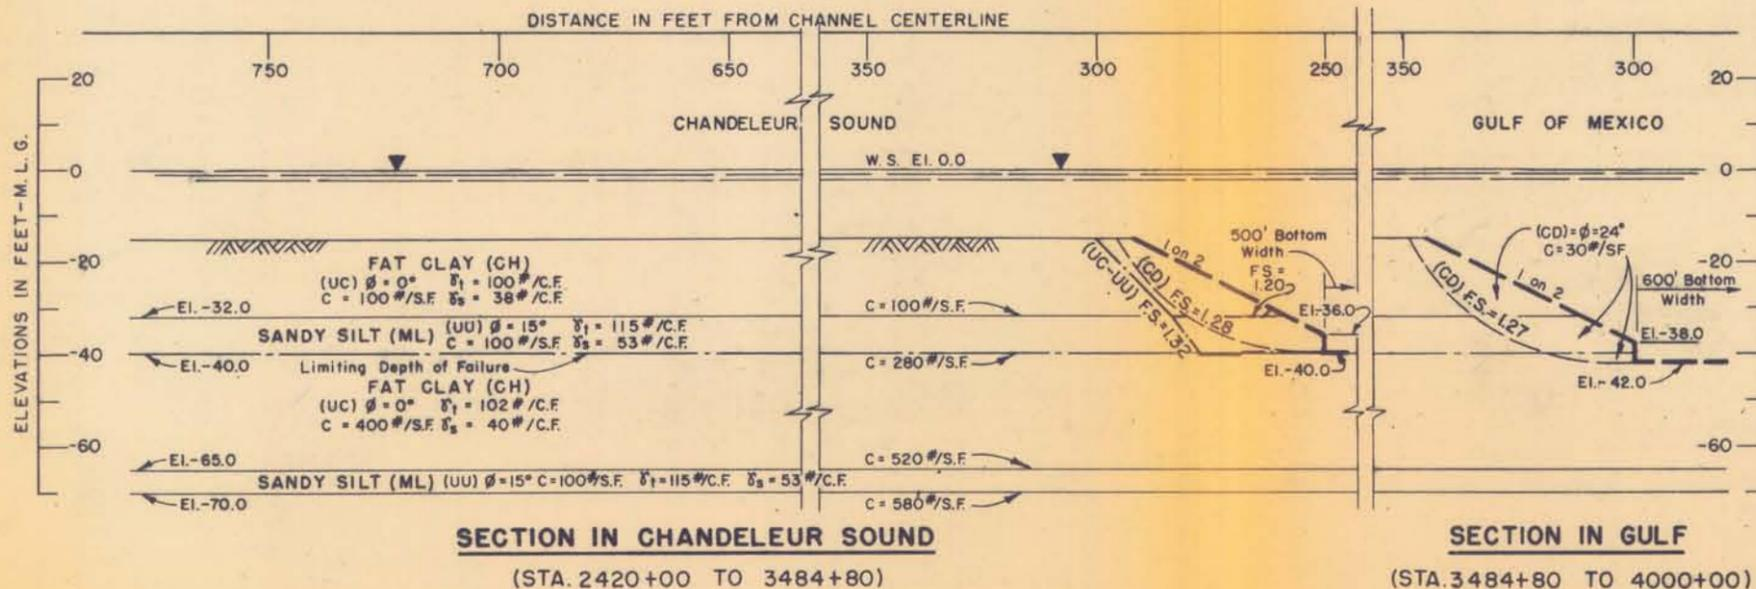 DISTANCE IN FEET FROM CHANNEL CENTERLINE
750 700 650 350 300 250 350 300
20 20
CHANDELEUR SOUND GULF OF MEXICO
ELEVATIONS IN FEET-M.L.G.
W.S. El. 0.0
0 0
-20 -20
-40 -40
-60 -60
FAT CLAY (CH)
(UC) Ø = 0° γt = 100#/C.F.
C = 100#/S.F. γs = 38#/C.F.
El.-32.0
SANDY SILT (ML) (UU) Ø = 15° γt = 115#/C.F.
C = 100#/S.F. γs = 53#/C.F.
El.-40.0
Limiting Depth of Failure
FAT CLAY (CH)
(UC) Ø = 0° γt = 102#/C.F.
C = 400#/S.F. γs = 40#/C.F.
El.-65.0
SANDY SILT (ML) (UU) Ø = 15° C = 100#/S.F. γt = 115#/C.F. γs = 53#/C.F.
El.-70.0
C = 100#/S.F.
C = 280#/S.F.
C = 520#/S.F.
C = 580#/S.F.
1 on 2
(CD) F.S. = 1.28
(UC-UU) F.S. = 1.32
500' Bottom
Width
FS =
1.20
El-36.0
El.-40.0
(CD) = Ø = 24°
C = 30#/SF
1 on 2
(CD) F.S. = 1.27
600' Bottom
Width
El.-38.0
El.-42.0
SECTION IN CHANDELEUR SOUND
(STA. 2420+00 TO 3484+80)
SECTION IN GULF
(STA. 3484+80 TO 4000+00)